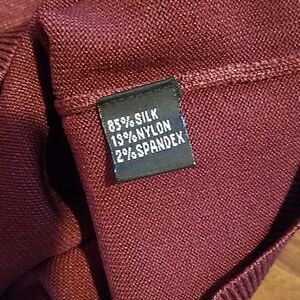 85% SILK
13% NYLON
2% SPANDEX